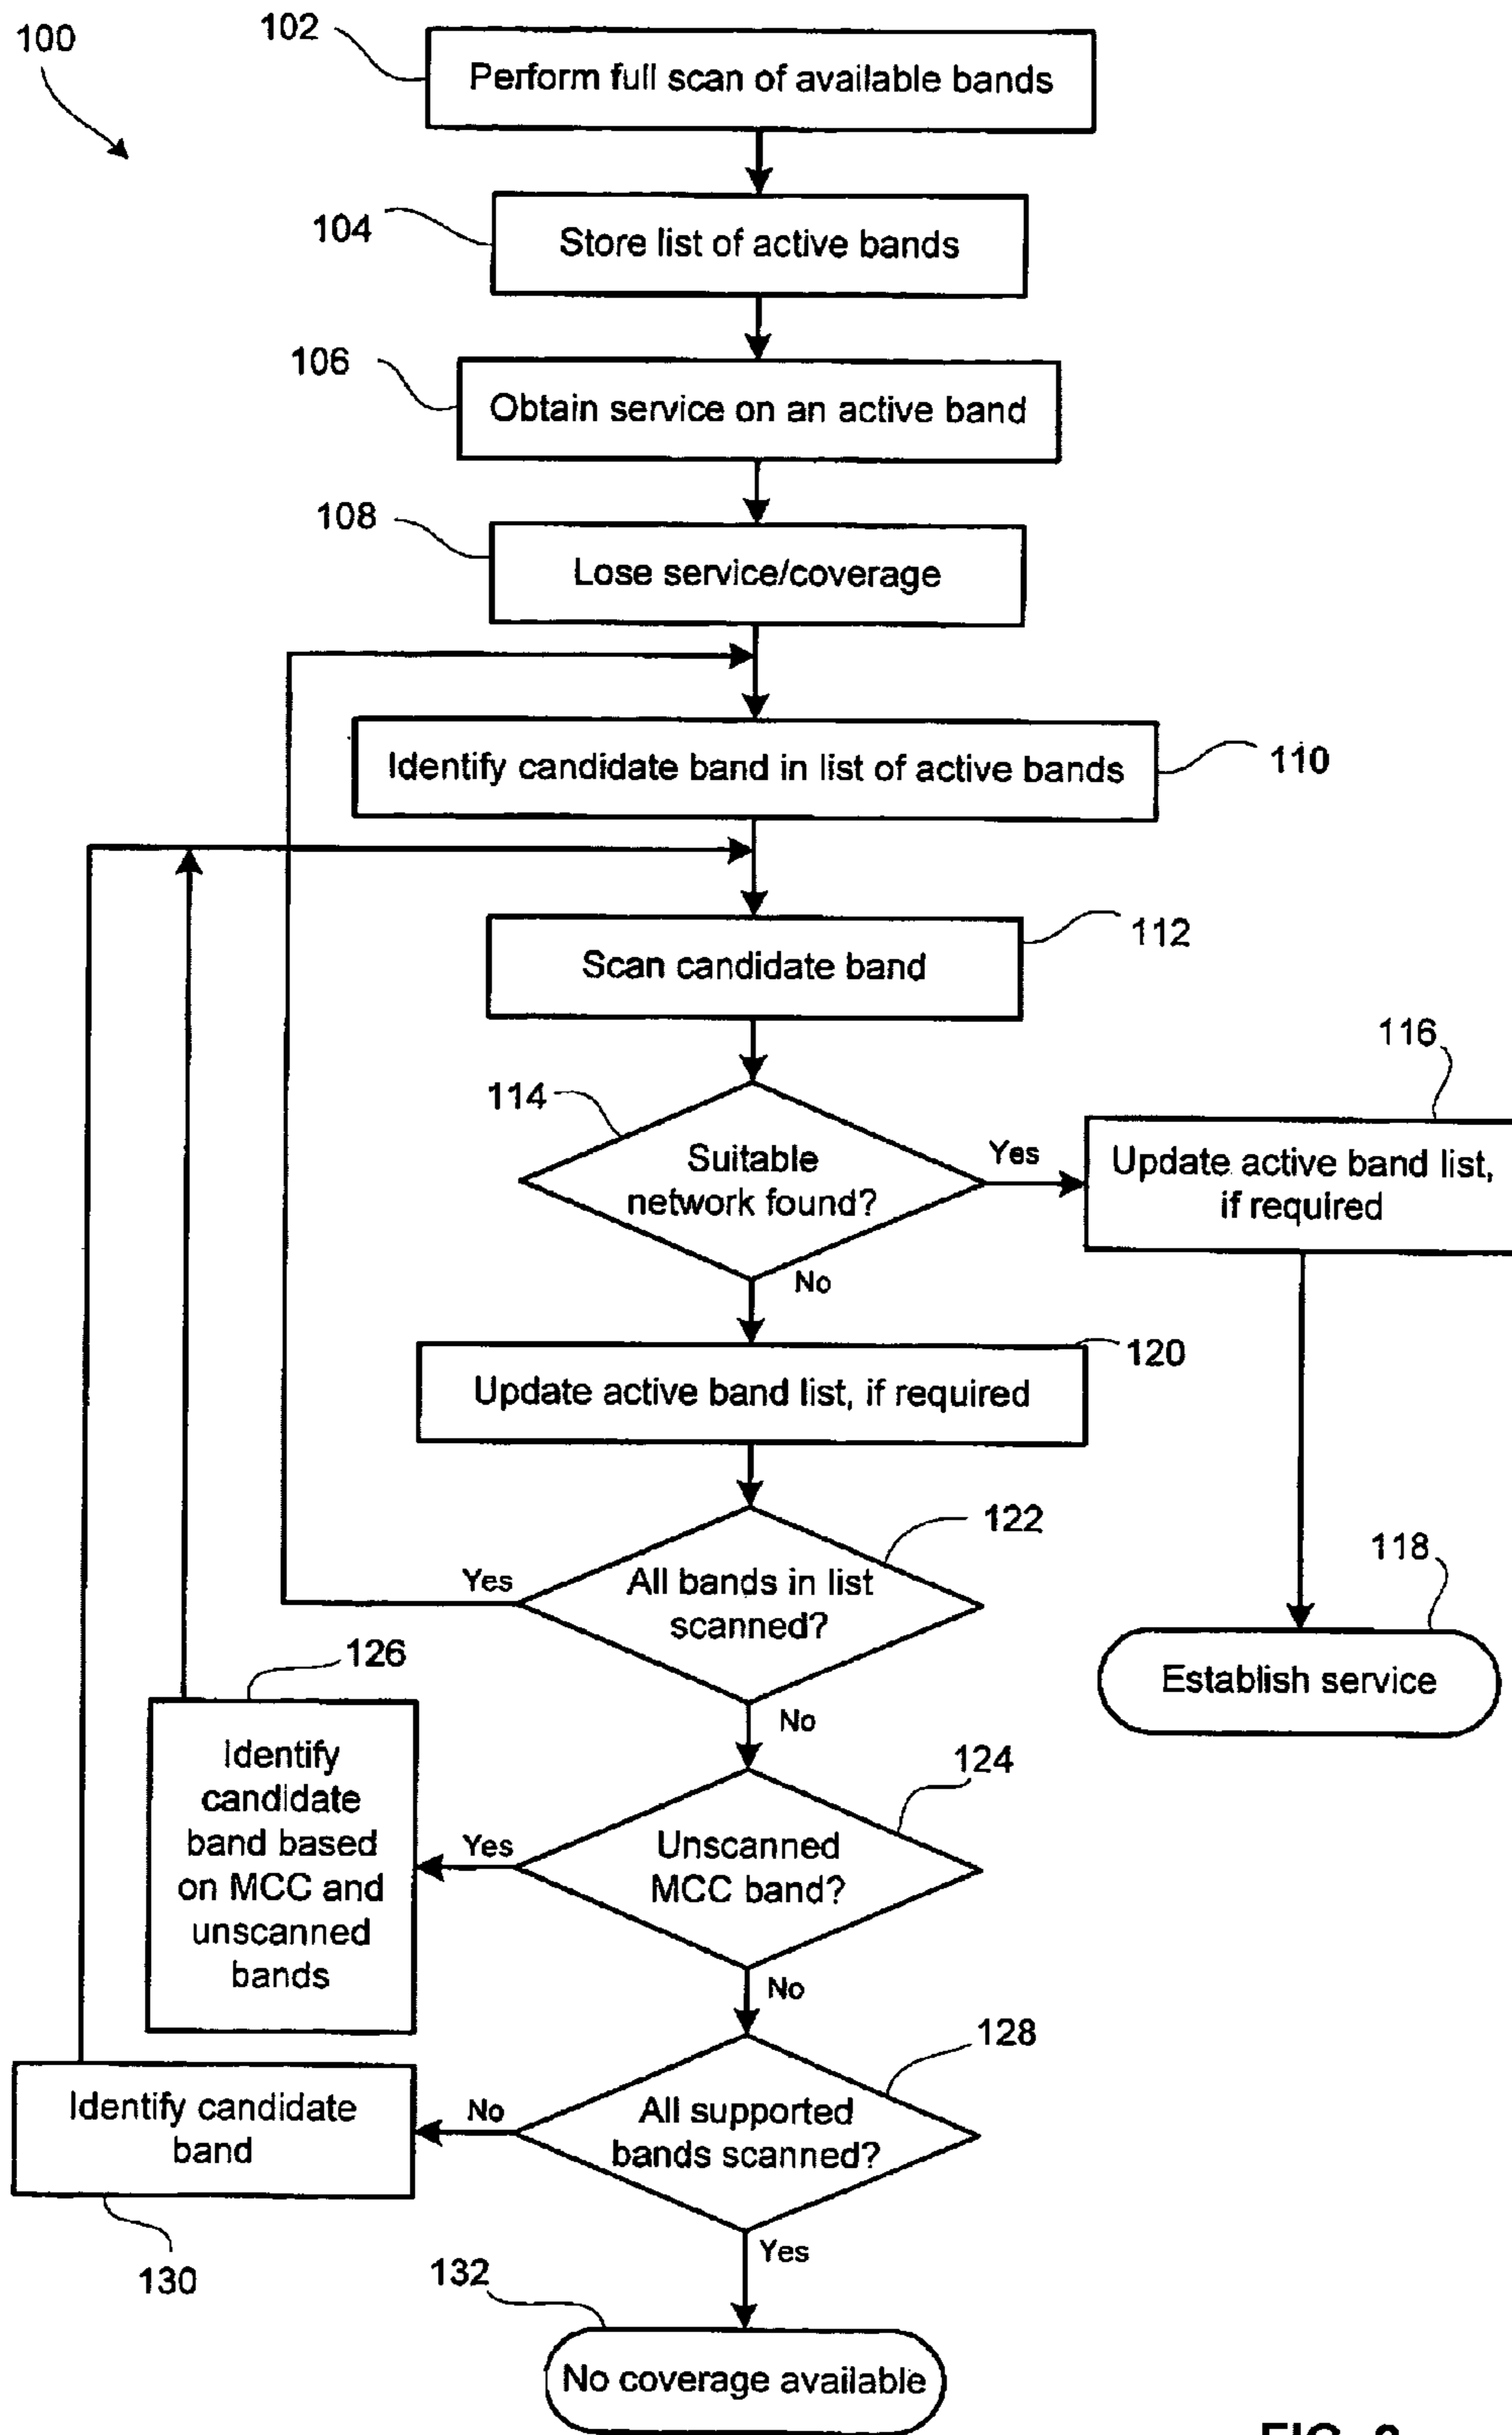 100
102
Perform full scan of available bands
104
Store list of active bands
106
Obtain service on an active band
108
Lose service/coverage
Identify candidate band in list of active bands
110
Scan candidate band
112
114
Suitable
network found?
Yes
116
Update active band list,
if required
No
120
Update active band list, if required
122
Yes
All bands in list
scanned?
118
Establish service
No
126
Identify
candidate
band based
on MCC and
unscanned
bands
124
Yes
Unscanned
MCC band?
No
128
Identify candidate
band
No
All supported
bands scanned?
130
Yes
132
No coverage available